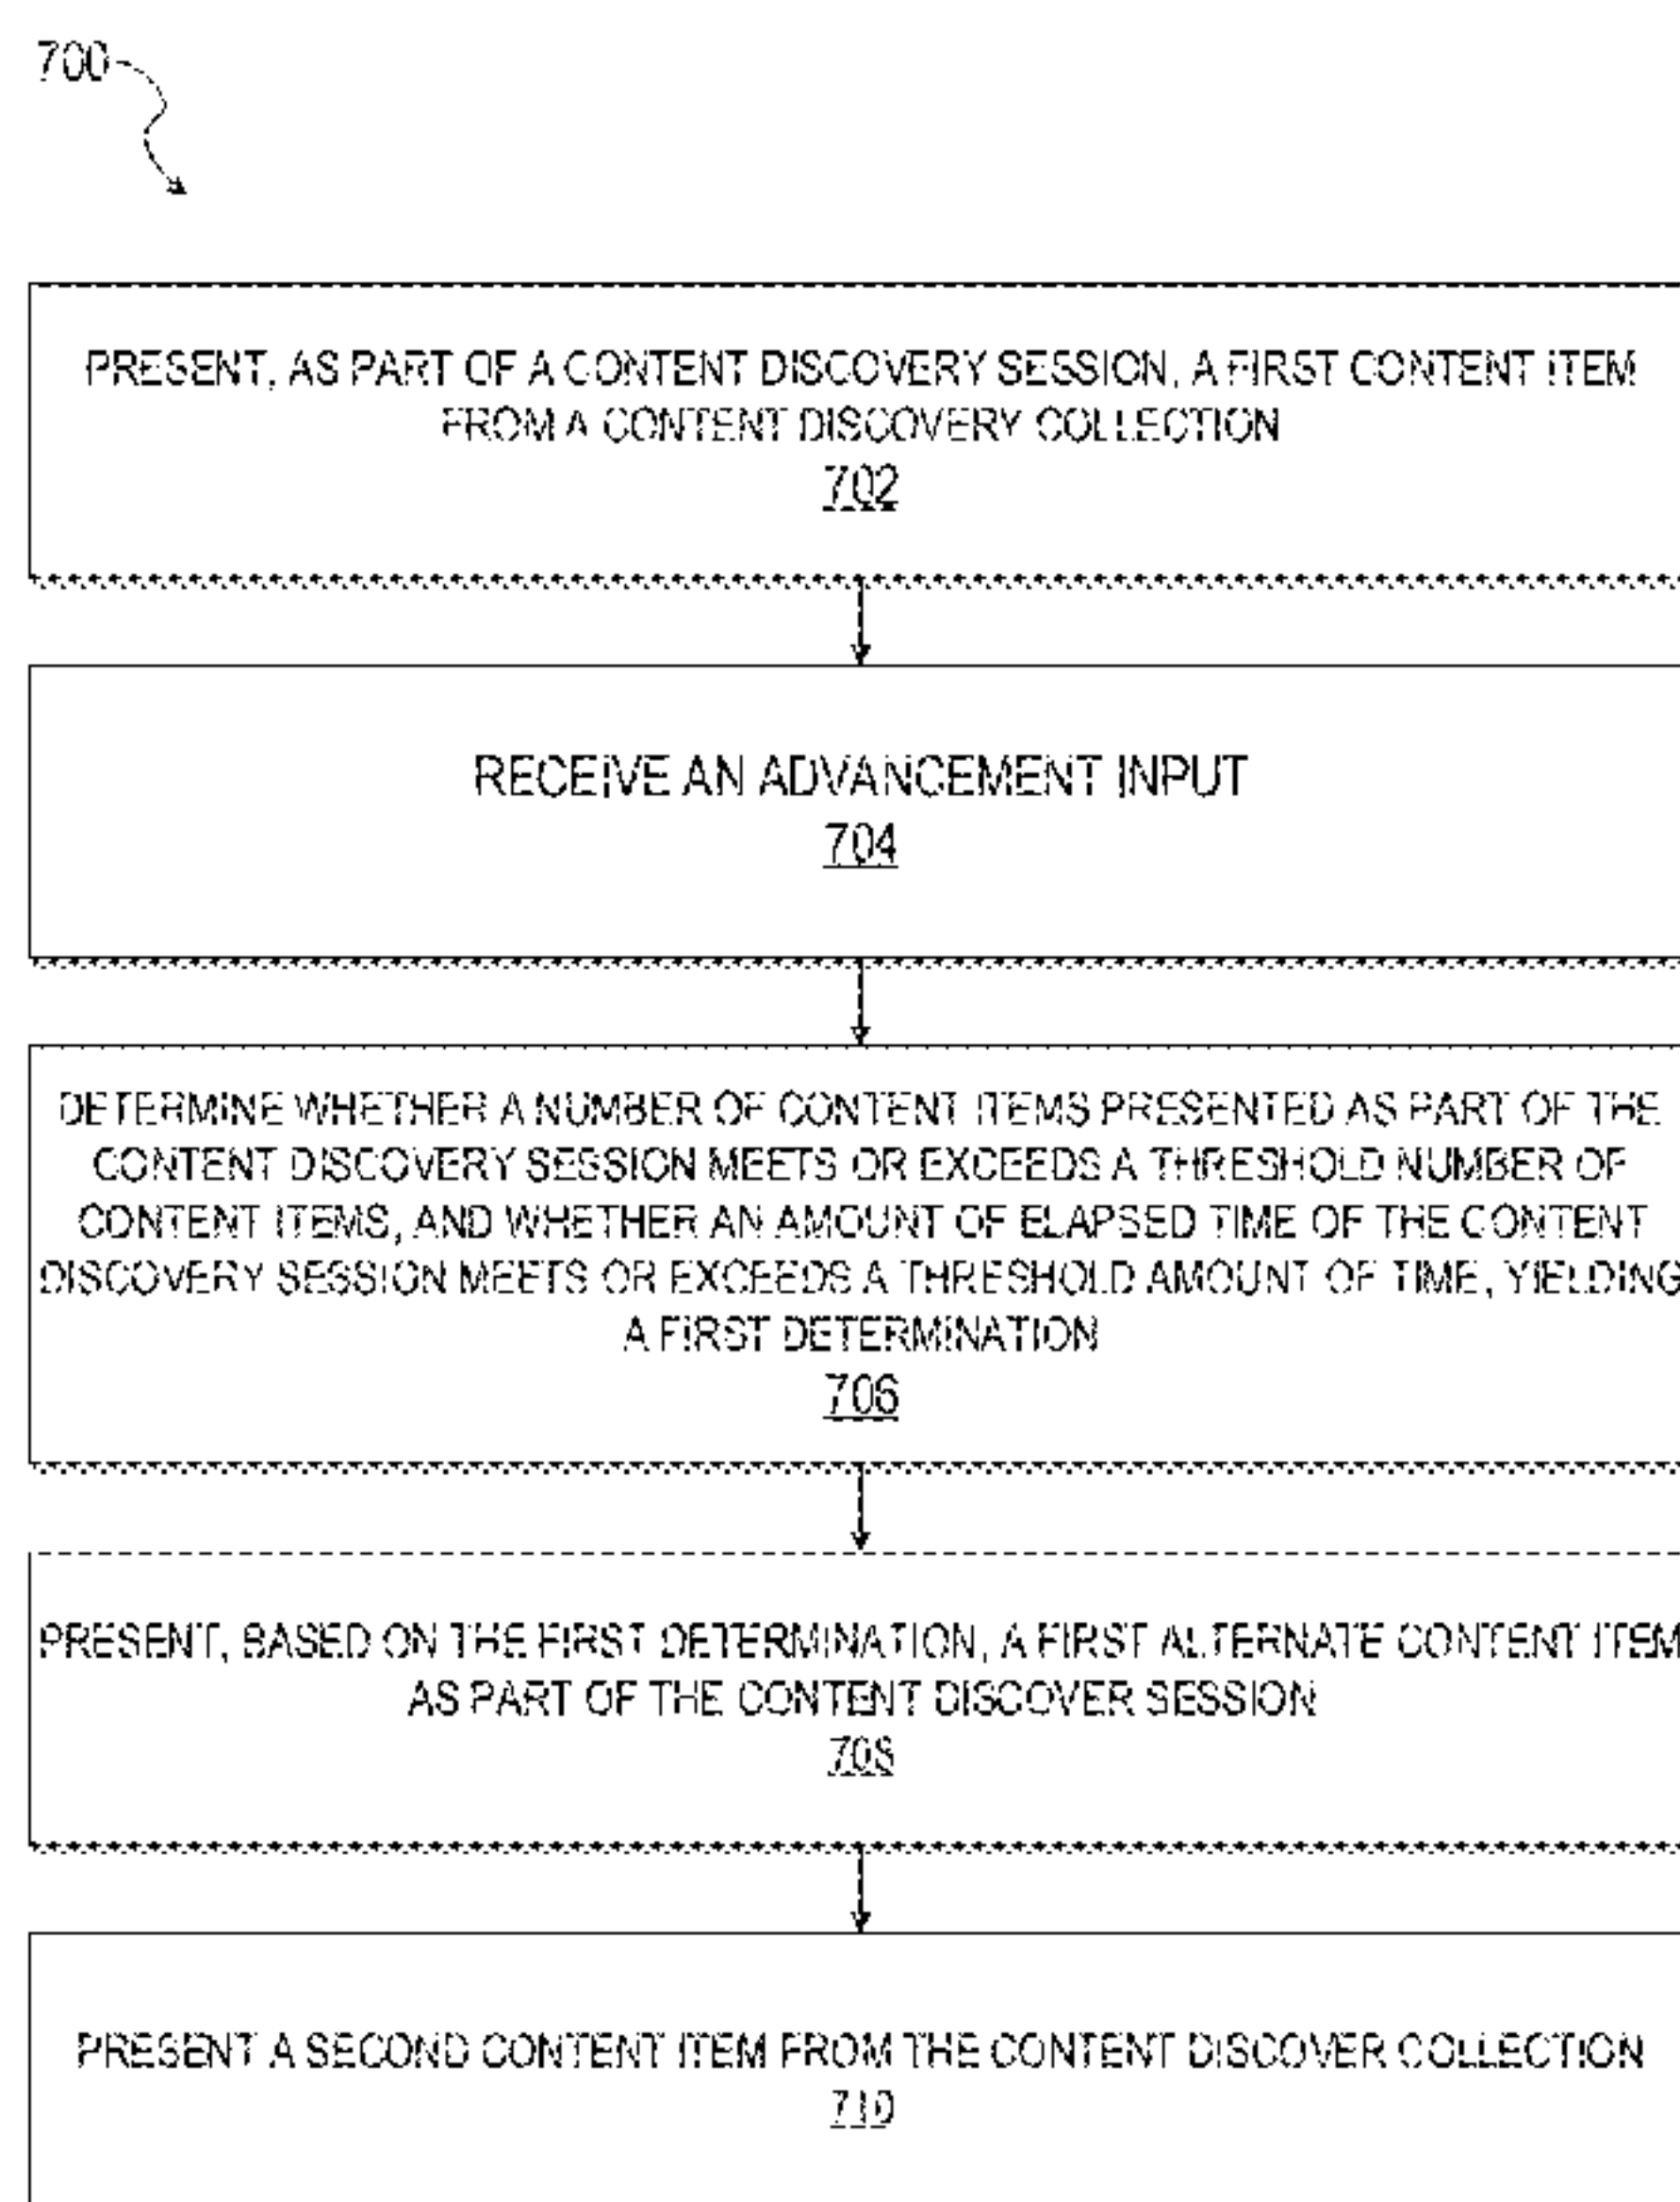 700
PRESENT, AS PART OF A CONTENT DISCOVERY SESSION, A FIRST CONTENT ITEM
FROM A CONTENT DISCOVERY COLLECTION
702
RECEIVE AN ADVANCEMENT INPUT
704
DETERMINE WHETHER A NUMBER OF CONTENT ITEMS PRESENTED AS PART OF THE
CONTENT DISCOVERY SESSION MEETS OR EXCEEDS A THRESHOLD NUMBER OF
CONTENT ITEMS, AND WHETHER AN AMOUNT OF ELAPSED TIME OF THE CONTENT
DISCOVERY SESSION MEETS OR EXCEEDS A THRESHOLD AMOUNT OF TIME, YIELDING
A FIRST DETERMINATION
706
PRESENT, BASED ON THE FIRST DETERMINATION, A FIRST ALTERNATE CONTENT ITEM
AS PART OF THE CONTENT DISCOVER SESSION
708
PRESENT A SECOND CONTENT ITEM FROM THE CONTENT DISCOVER COLLECTION
710